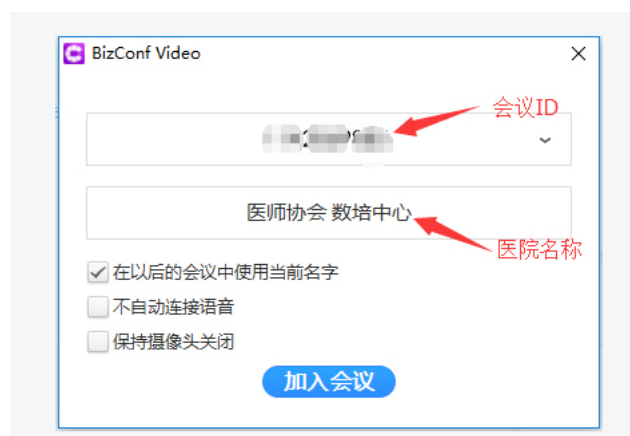 BizConf Video
会议ID
医师协会 数培中心
医院名称
在以后的会议中使用当前名字
不自动连接语音
保持摄像头关闭
加入会议